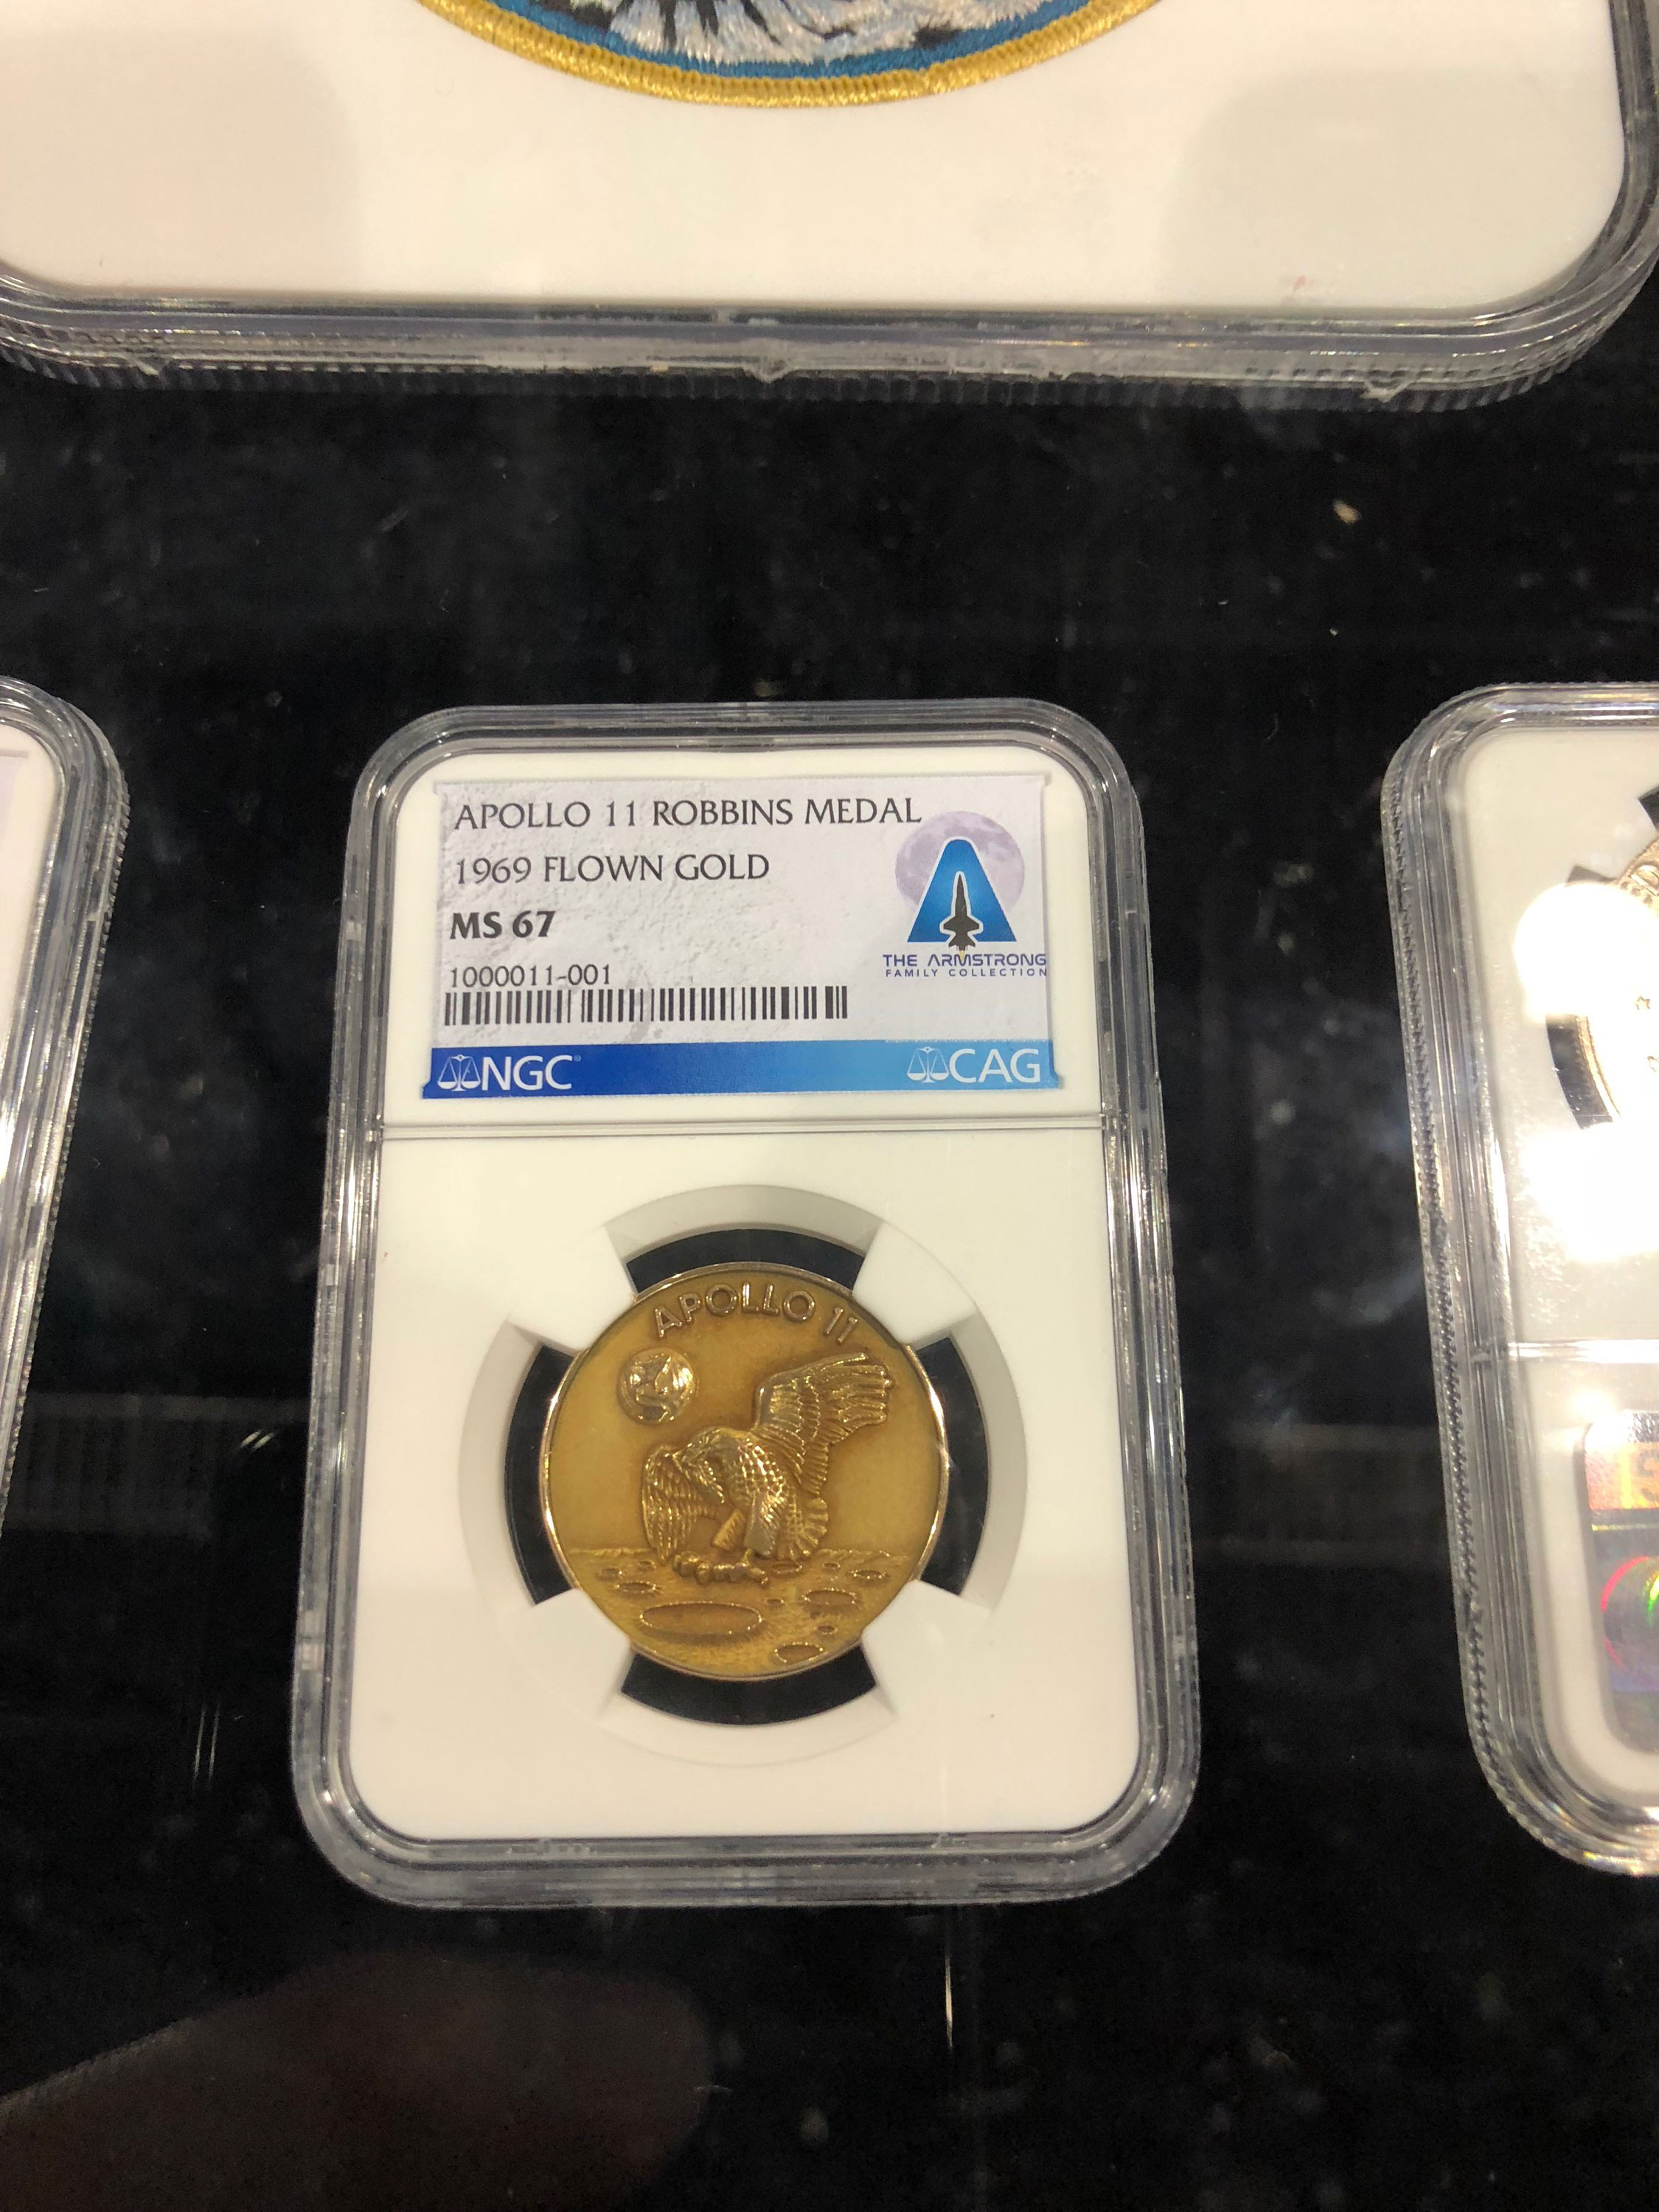 APOLLO 11 ROBBINS MEDAL
1969 FLOWN GOLD
MS 67
1000011-001
THE ARMSTRONG
FAMILY COLLECTION
NGC
CAG
APOLLO 11